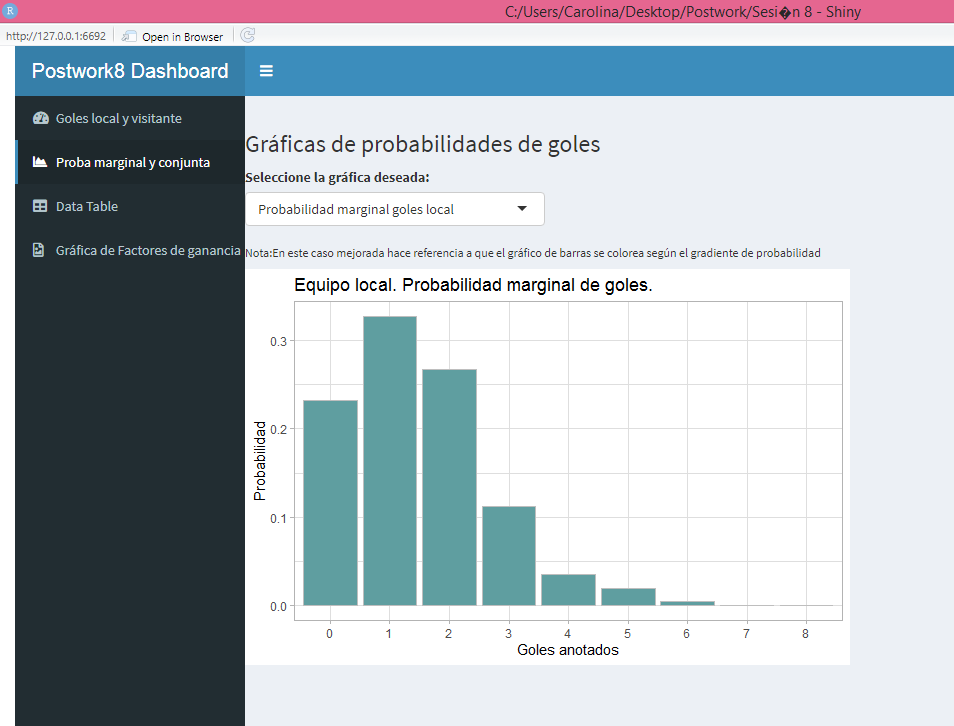 R
C:/Users/Carolina/Desktop/Postwork/Sesi�n 8 - Shiny
http://127.0.0.1:6692 Open in Browser
Postwork8 Dashboard
Goles local y visitante
Proba marginal y conjunta
Data Table
Gráfica de Factores de ganancia
Gráficas de probabilidades de goles
Seleccione la gráfica deseada:
Probabilidad marginal goles local
Nota:En este caso mejorada hace referencia a que el gráfico de barras se colorea según el gradiente de probabilidad
Equipo local. Probabilidad marginal de goles.
Probabilidad
0.3
0.2
0.1
0.0
0 1 2 3 4 5 6 7 8
Goles anotados